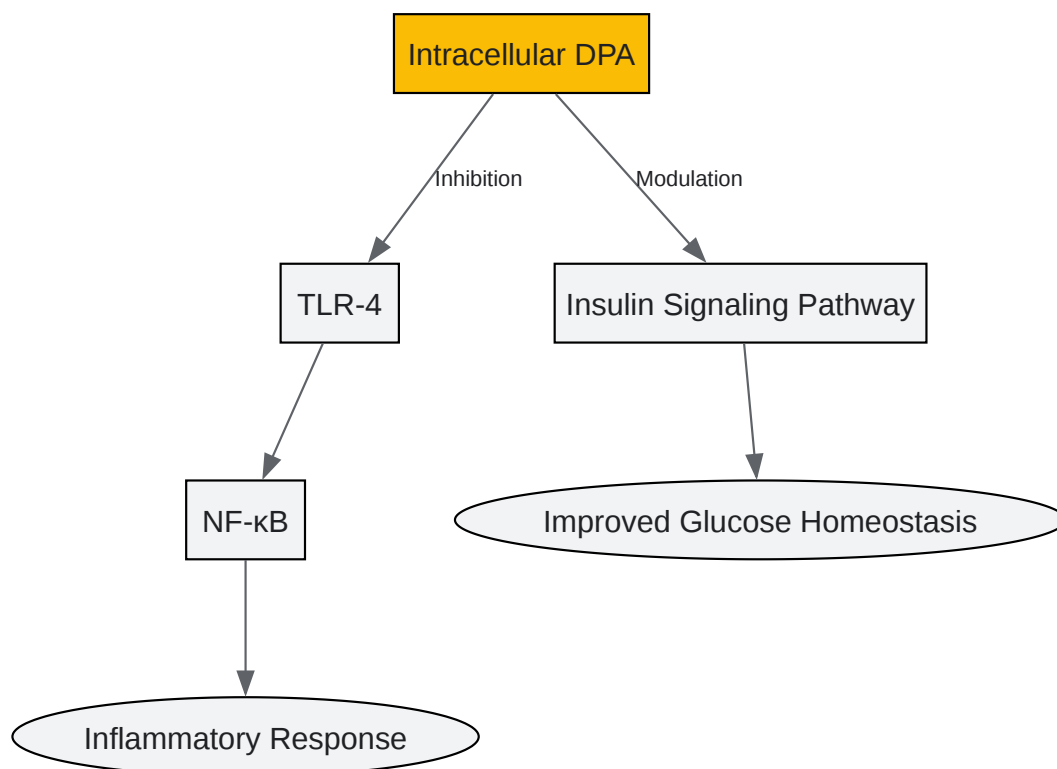 Intracellular DPA
Inhibition
Modulation
TLR-4
Insulin Signaling Pathway
NF-κB
Improved Glucose Homeostasis
Inflammatory Response